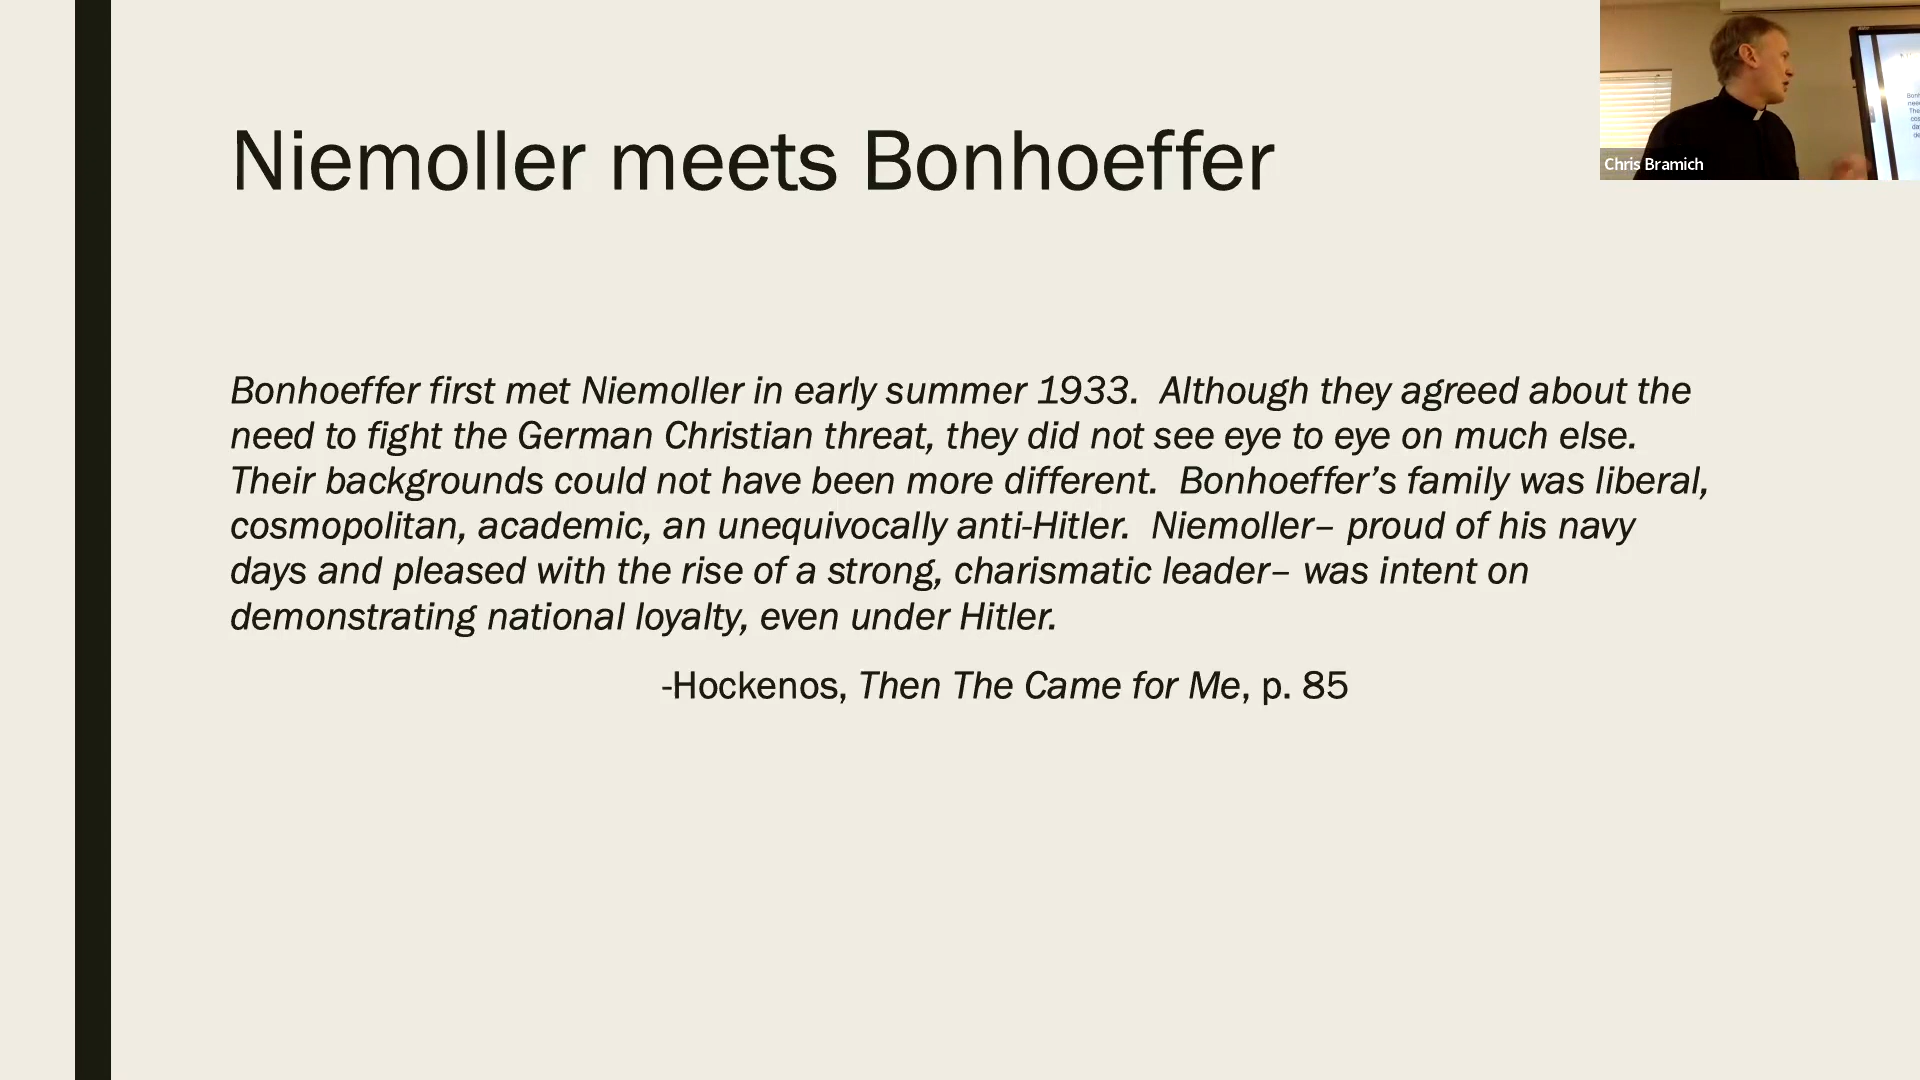 Niemoller meets Bonhoeffer
Chris Bramich
Bonhoeffer first met Niemoller in early summer 1933. Although they agreed about the
need to fight the German Christian threat, they did not see eye to eye on much else.
Their backgrounds could not have been more different. Bonhoeffer’s family was liberal,
cosmopolitan, academic, an unequivocally anti-Hitler. Niemoller– proud of his navy
days and pleased with the rise of a strong, charismatic leader– was intent on
demonstrating national loyalty, even under Hitler.
-Hockenos, Then The Came for Me, p. 85